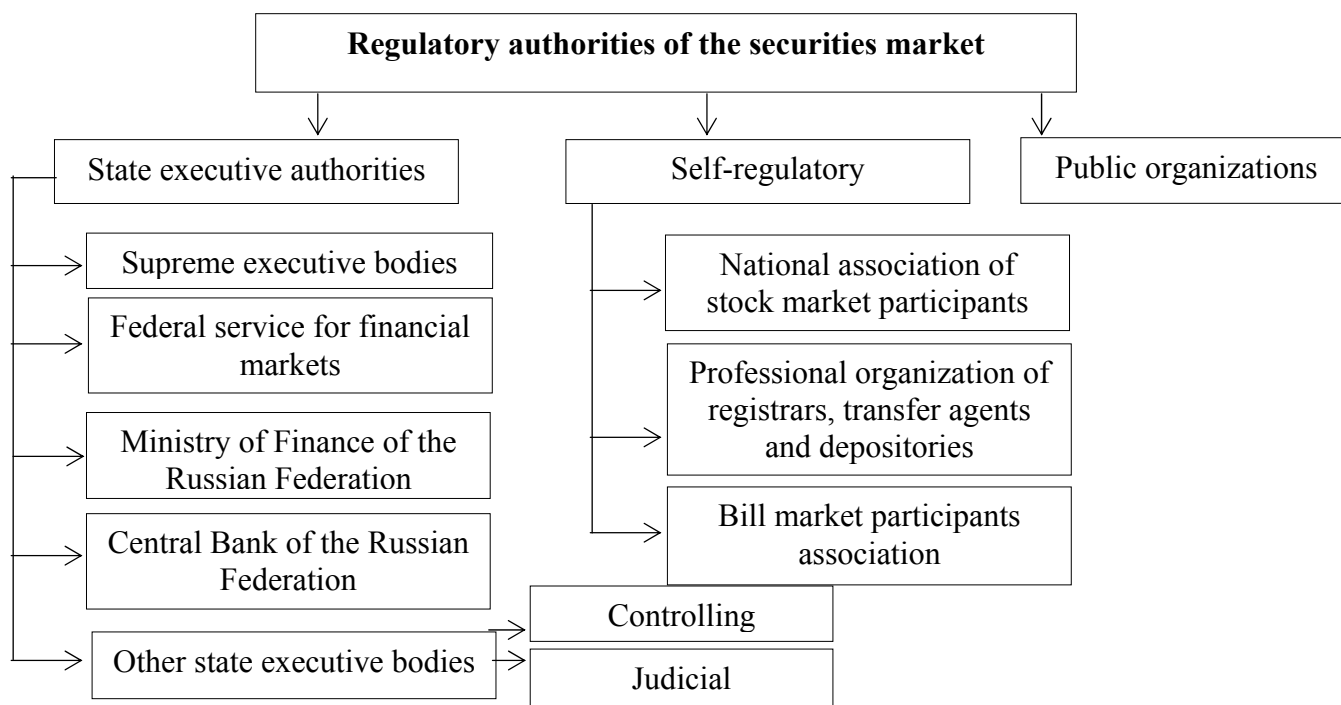 Regulatory authorities of the securities market
State executive authorities
Self-regulatory
Public organizations
Supreme executive bodies
Federal service for financial
markets
Ministry of Finance of the
Russian Federation
Central Bank of the Russian
Federation
Other state executive bodies
Controlling
Judicial
National association of
stock market participants
Professional organization of
registrars, transfer agents
and depositories
Bill market participants
association